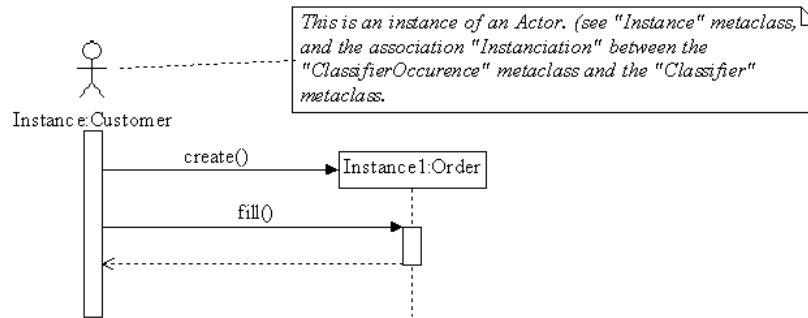 This is an instance of an Actor. (see "Instance" metaclass,
and the association "Instanciation" between the
"ClassifierOccurence" metaclass and the "Classifier"
metaclass.
Instance:Customer
create()
Instance1:Order
fill()